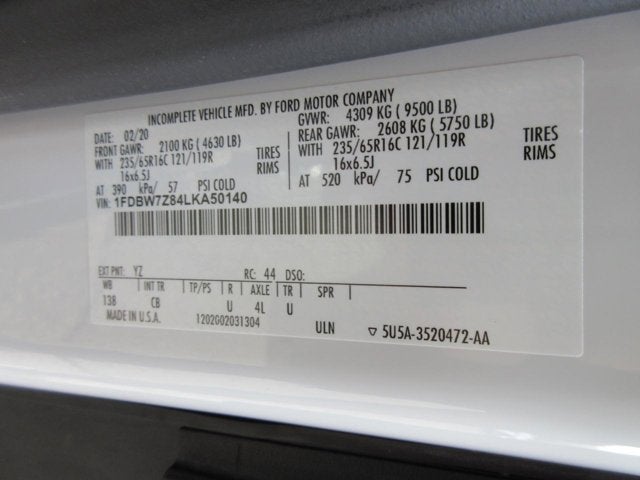 INCOMPLETE VEHICLE MFD. BY FORD MOTOR COMPANY
DATE: 02/20 GVWR: 4309 KG ( 9500 LB)
FRONT GAWR: 2100 KG ( 4630 LB) REAR GAWR: 2608 KG ( 5750 LB)
WITH 235/65R16C 121/119R TIRES WITH 235/65R16C 121/119R TIRES
16x6.5J RIMS 16x6.5J RIMS
AT 390 kPa/ 57 PSI COLD AT 520 kPa/ 75 PSI COLD
VIN: 1FDBW7Z84LKA50140
EXT PNT: YZ RC: 44 DSO:
WB INT TR TP/PS R AXLE TR SPR
138 CB U 4L U
MADE IN U.S.A. 1202002031304 ULN ▽ 5U5A-3520472-AA